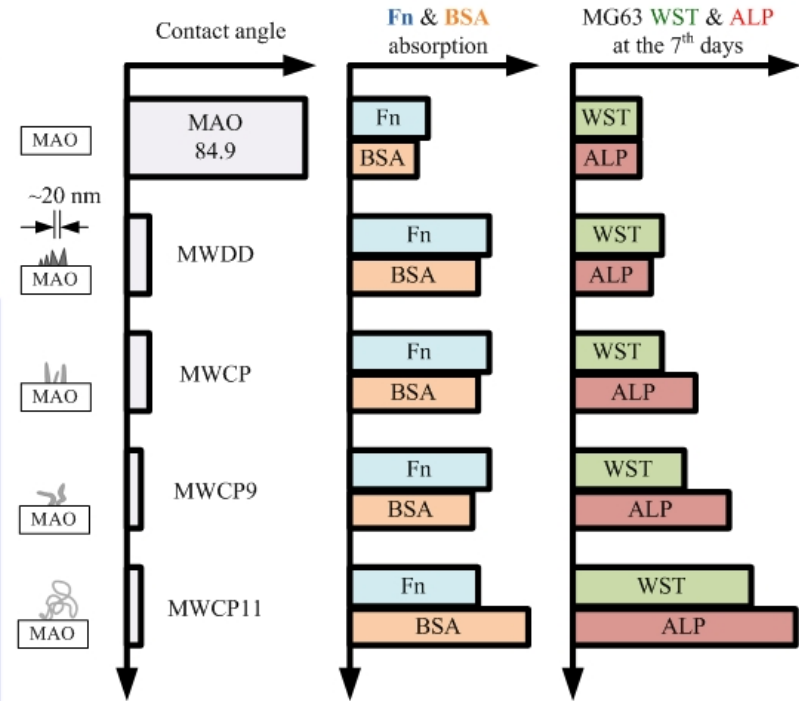 Contact angle
Fn & BSA
absorption
MG63 WST & ALP
at the 7th days
MAO
MAO
84.9
Fn
BSA
WST
ALP
~20 nm
MAO
MWDD
Fn
BSA
WST
ALP
MAO
MWCP
Fn
BSA
WST
ALP
MAO
MWCP9
Fn
BSA
WST
ALP
MAO
MWCP11
Fn
BSA
WST
ALP